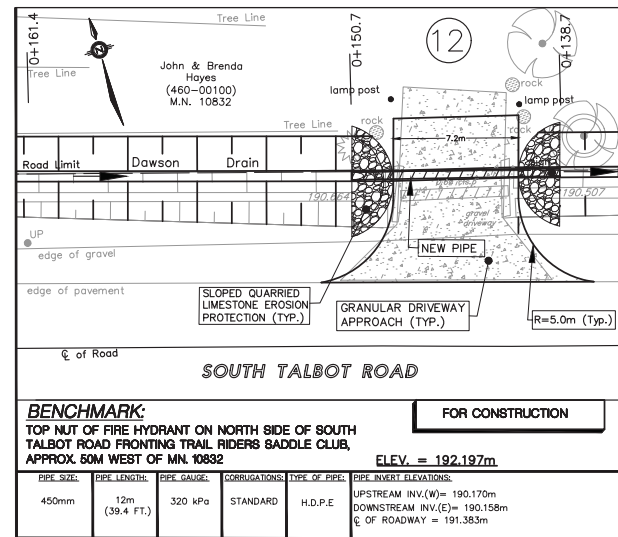 Tree Line
0+161.4
0+150.7
12
0+138.7
N
Tree Line
John & Brenda
Hayes
(460-00100)
M.N. 10832
rock
lamp post
lamp post
rock
rock
Tree Line
7.2m
Road Limit
Dawson
Drain
190.664
190.507
gravel
driveway
UP
edge of gravel
NEW PIPE
edge of pavement
SLOPED QUARRIED
LIMESTONE EROSION
PROTECTION (TYP.)
GRANULAR DRIVEWAY
APPROACH (TYP.)
R=5.0m (Typ.)
℄ of Road
SOUTH TALBOT ROAD
BENCHMARK:
TOP NUT OF FIRE HYDRANT ON NORTH SIDE OF SOUTH
TALBOT ROAD FRONTING TRAIL RIDERS SADDLE CLUB,
APPROX. 50M WEST OF MN. 10832
FOR CONSTRUCTION
ELEV. = 192.197m
PIPE SIZE:
450mm
PIPE LENGTH:
12m
(39.4 FT.)
PIPE GAUGE:
320 kPa
CORRUGATIONS:
STANDARD
TYPE OF PIPE:
H.D.P.E
PIPE INVERT ELEVATIONS:
UPSTREAM INV.(W)= 190.170m
DOWNSTREAM INV.(E)= 190.158m
℄ OF ROADWAY = 191.383m